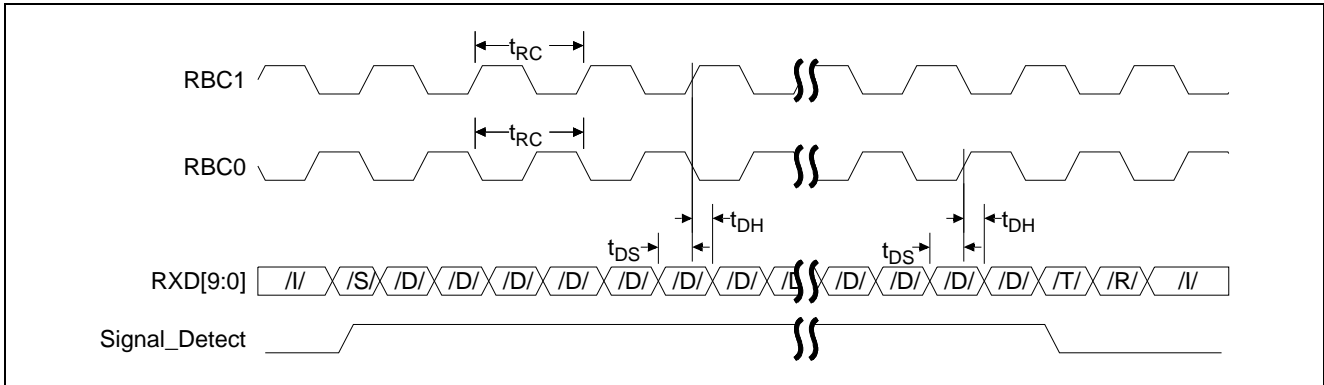 tRC
RBC1
tRC
RBC0
tDH
tDH
tDS
tDS
RXD[9:0] /I/ /S/ /D/ /D/ /D/ /D/ /D/ /D/ /D/ /D/ /D/ /D/ /D/ /T/ /R/ /I/
Signal_Detect